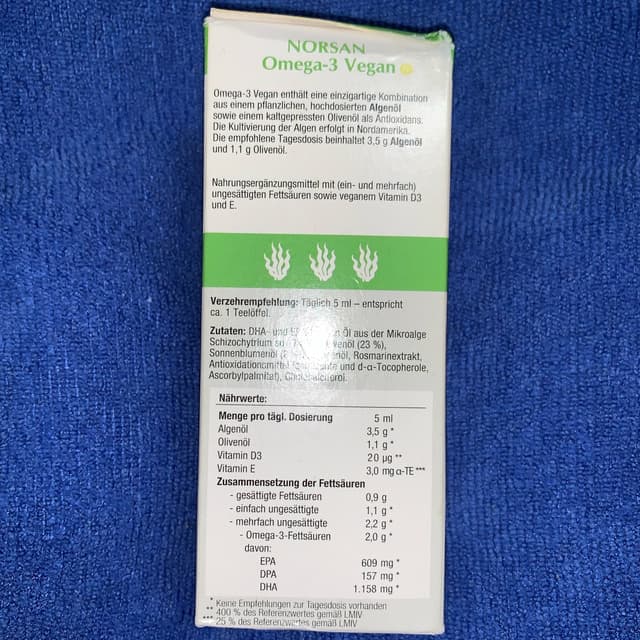 NORSAN
Omega-3 Vegan
Omega-3 Vegan enthält eine einzigartige Kombination
aus einem pflanzlichen, hochdosierten Algenöl
sowie einem kaltgepressten Olivenöl als Antioxidans.
Die Kultivierung der Algen erfolgt in Nordamerika.
Die empfohlene Tagesdosis beinhaltet 3,5 g Algenöl
und 1,1 g Olivenöl.
Nahrungsergänzungsmittel mit (ein- und mehrfach)
ungesättigten Fettsäuren sowie veganem Vitamin D3
und E.
Verzehrempfehlung: Täglich 5 ml – entspricht
ca. 1 Teelöffel.
Zutaten: DHA- und Öl aus der Mikroalge
Schizochytrium (23 %),
Sonnenblumenöl Rosmarinextrakt,
Antioxidationsmittel und d-α-Tocopherole,
Ascorbylpalmitat), Cholecalciferol.
Nährwerte:
Menge pro tägl. Dosierung 5 ml
Algenöl 3,5 g *
Olivenöl 1,1 g *
Vitamin D3 20 µg **
Vitamin E 3,0 mg α-TE ***
Zusammensetzung der Fettsäuren
- gesättigte Fettsäuren 0,9 g
- einfach ungesättigte 1,1 g *
- mehrfach ungesättigte 2,2 g *
- Omega-3-Fettsäuren 2,0 g *
davon:
EPA 609 mg *
DPA 157 mg *
DHA 1.158 mg *
* Keine Empfehlungen zur Tagesdosis vorhanden
** 400 % des Referenzwertes gemäß LMIV
*** 25 % des Referenzwertes gemäß LMIV